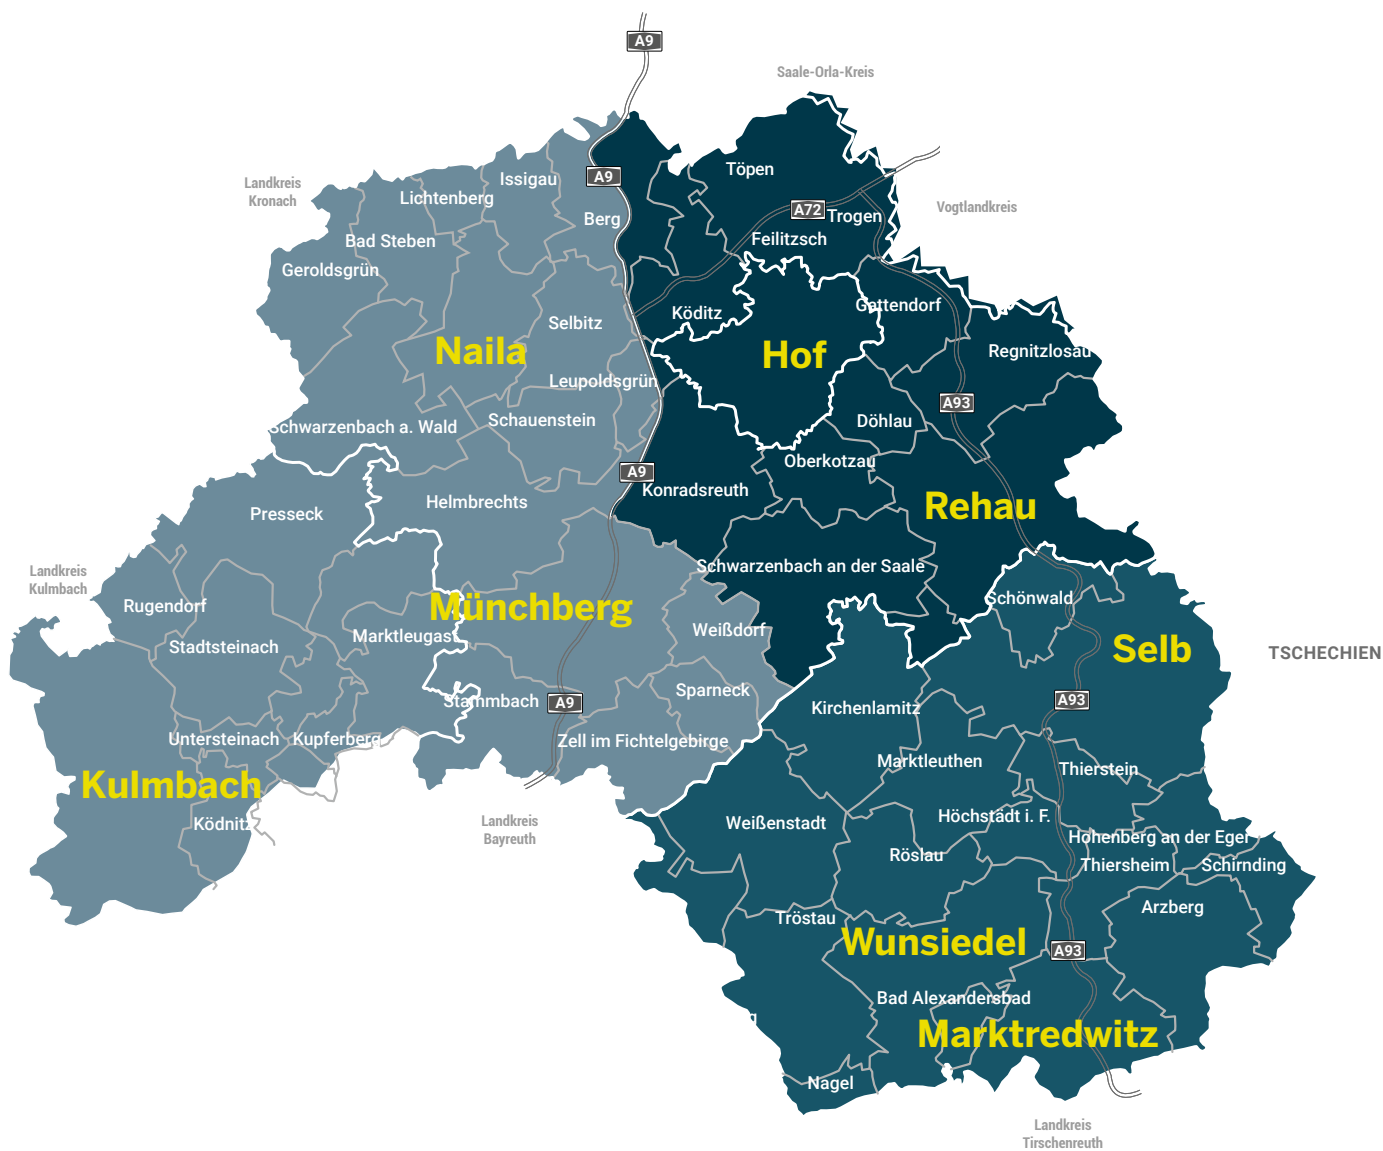 A9
Saale-Orla-Kreis
Töpen
A9
Issigau
Landkreis
Kronach
Lichtenberg
Berg
A72
Trogen
Vogtlandkreis
Feilitzsch
Bad Steben
Geroldsgrün
Gattendorf
Köditz
Selbitz
Naila
Hof
Regnitzlosau
Leupoldsgrün
A93
Schauenstein
Döhlau
Schwarzenbach a. Wald
Oberkotzau
A9
Konradsreuth
Helmbrechts
Rehau
Presseck
Schwarzenbach an der Saale
Landkreis
Kulmbach
Schönwald
Rugendorf
Münchberg
Weißdorf
Marktleugast
Stadtsteinach
Selb
TSCHECHIEN
Sparneck
Stammbach
A9
A93
Kirchenlamitz
Untersteinach
Kupferberg
Zell im Fichtelgebirge
Marktleuthen
Thierstein
Kulmbach
Ködnitz
Landkreis
Bayreuth
Weißenstadt
Höchstädt i. F.
Hohenberg an der Eger
Röslau
Thiersheim
Schirnding
Arzberg
Tröstau
Wunsiedel
A93
Bad Alexandersbad
g
Marktredwitz
Nagel
Landkreis
Tirschenreuth